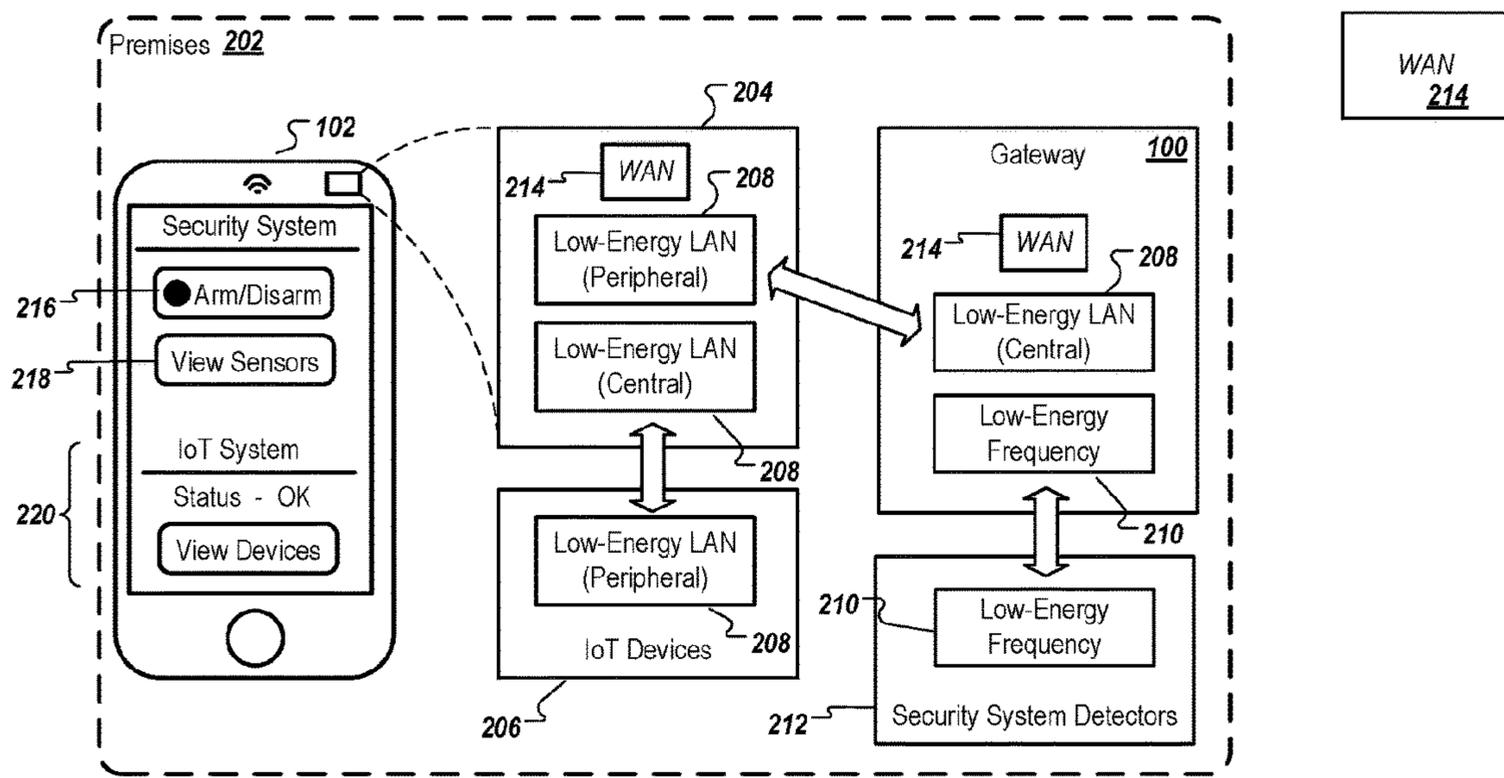 Premises 202
WAN
214
102
Security System
216
Arm/Disarm
218
View Sensors
220
IoT System
Status - OK
View Devices
204
214
WAN
208
Low-Energy LAN
(Peripheral)
Low-Energy LAN
(Central)
208
Low-Energy LAN
(Peripheral)
208
IoT Devices
206
Gateway
100
214
WAN
208
Low-Energy LAN
(Central)
Low-Energy
Frequency
210
210
Low-Energy
Frequency
212
Security System Detectors